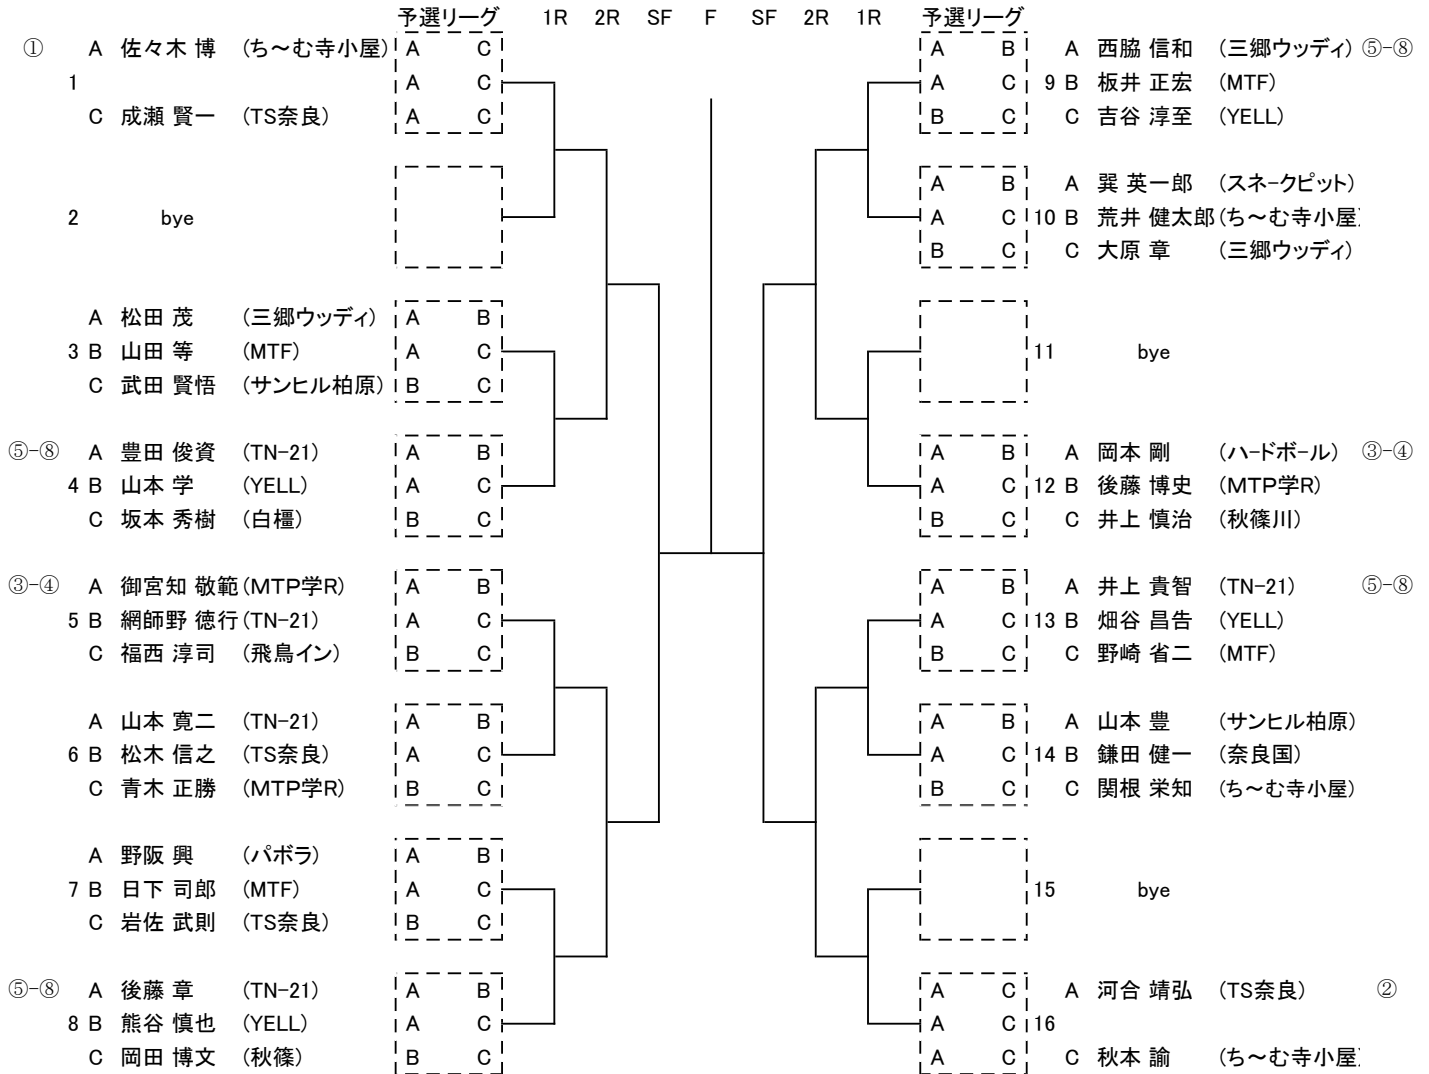 予選リーグ 1R 2R SF F SF 2R 1R 予選リーグ
① A 佐々木 博 (ち～む寺小屋) A C A B A 西脇 信和 (三郷ウッディ) ⑤-⑧
1 A C A C 9 B 板井 正宏 (MTF)
C 成瀬 賢一 (TS奈良) A C B C C 吉谷 淳至 (YELL)
A B A 巽 英一郎 (スネークピット)
2 bye A C 10 B 荒井 健太郎 (ち～む寺小屋
B C C 大原 章 (三郷ウッディ)
A 松田 茂 (三郷ウッディ) A B
3 B 山田 等 (MTF) A C 11 bye
C 武田 賢悟 (サンヒル柏原) B C
⑤-⑧ A 豊田 俊資 (TN-21) A B A B A 岡本 剛 (ハードボール) ③-④
4 B 山本 学 (YELL) A C A C 12 B 後藤 博史 (MTP学R)
C 坂本 秀樹 (白橿) B C B C C 井上 慎治 (秋篠川)
③-④ A 御宮知 敬範 (MTP学R) A B A B A 井上 貴智 (TN-21) ⑤-⑧
5 B 網師野 徳行 (TN-21) A C A C 13 B 畑谷 昌告 (YELL)
C 福西 淳司 (飛鳥イン) B C B C C 野崎 省二 (MTF)
A 山本 寛二 (TN-21) A B A B A 山本 豊 (サンヒル柏原)
6 B 松木 信之 (TS奈良) A C A C 14 B 鎌田 健一 (奈良国)
C 青木 正勝 (MTP学R) B C B C C 関根 栄知 (ち～む寺小屋)
A 野阪 興 (パボラ) A B
7 B 日下 司郎 (MTF) A C 15 bye
C 岩佐 武則 (TS奈良) B C
⑤-⑧ A 後藤 章 (TN-21) A B A C A 河合 靖弘 (TS奈良) ②
8 B 熊谷 慎也 (YELL) A C A C 16
C 岡田 博文 (秋篠) B C A C C 秋本 諭 (ち～む寺小屋